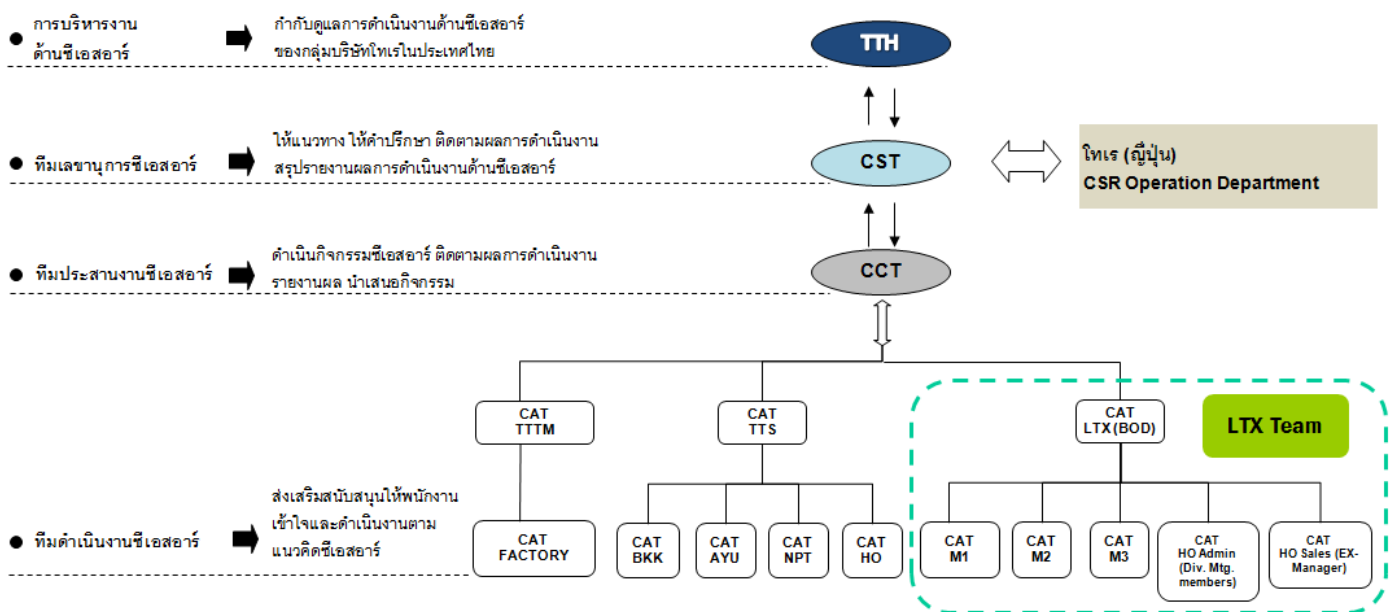 การบริหารงาน
ด้านซีเอสอาร์
กำกับดูแลการดำเนินงานด้านซีเอสอาร์
ของกลุ่มบริษัทโทเรในประเทศไทย
TTH
ทีมเลขานุการซีเอสอาร์
ให้แนวทาง ให้คำปรึกษา ติดตามผลการดำเนินงาน
สรุปรายงานผลการดำเนินงานด้านซีเอสอาร์
CST
โทเร (ญี่ปุ่น)
CSR Operation Department
ทีมประสานงานซีเอสอาร์
ดำเนินกิจกรรมซีเอสอาร์ ติดตามผลการดำเนินงาน
รายงานผล นำเสนอกิจกรรม
CCT
CAT
TTTM
CAT
TTS
CAT
LTX (BOD)
LTX Team
ทีมดำเนินงานซีเอสอาร์
ส่งเสริมสนับสนุนให้พนักงาน
เข้าใจและดำเนินงานตาม
แนวคิดซีเอสอาร์
CAT
FACTORY
CAT
BKK
CAT
AYU
CAT
NPT
CAT
HO
CAT
M1
CAT
M2
CAT
M3
CAT
HO Admin
(Div. Mtg.
members)
CAT
HO Sales (EX-
Manager)